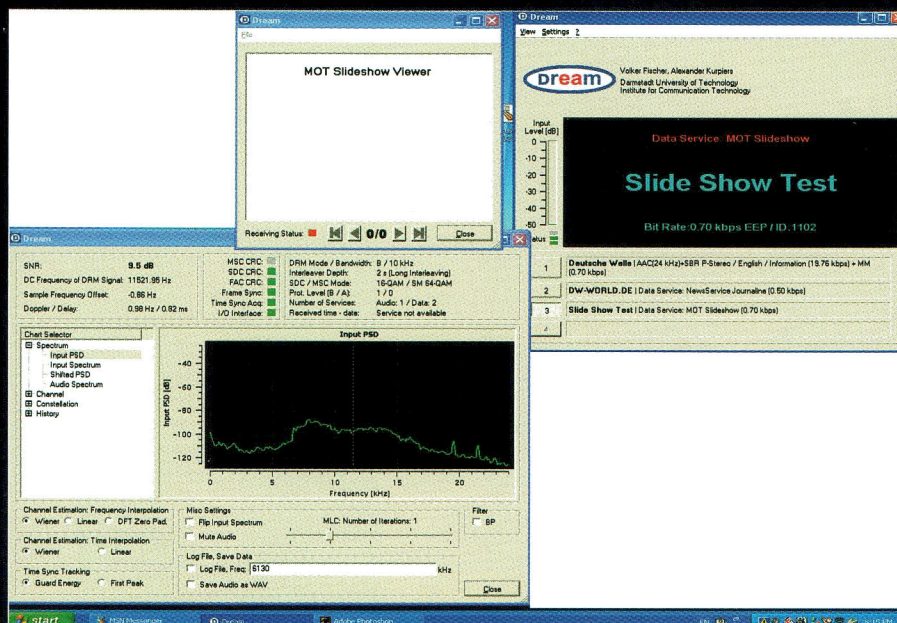 Dream
File
MOT Slideshow Viewer
Receiving Status:
0/0
Close
Dream
View Settings ?
Dream
Volker Fischer, Alexander Kurpiers
Darmstadt University of Technology
Institute for Communication Technology
Input
Level [dB]
0
-10
-20
-30
-40
-50
Status
Data Service: MOT Slideshow
Slide Show Test
Bit Rate:0.70 kbps EEP / ID:1102
1
Deutsche Welle | AAC(24 kHz)+SBR P-Stereo / English / Information (19.76 kbps) + MM
(0.70 kbps)
2
DW-WORLD.DE | Data Service: NewsService Journaline (0.50 kbps)
3
Slide Show Test | Data Service: MOT Slideshow (0.70 kbps)
4
Dream
SNR: 9.5 dB
DC Frequency of DRM Signal: 11521.95 Hz
Sample Frequency Offset: -0.86 Hz
Doppler / Delay: 0.98 Hz / 0.82 ms
MSC CRC:
SDC CRC:
FAC CRC:
Frame Sync:
Time Sync Acq:
I/O Interface:
DRM Mode / Bandwidth: B / 10 kHz
Interleaver Depth: 2 s (Long Interleaving)
SDC / MSC Mode: 16-QAM / SM 64-QAM
Prot. Level (B / A): 1 / 0
Number of Services: Audio: 1 / Data: 2
Received time - date: Service not available
Chart Selector
Spectrum
Input PSD
Input Spectrum
Shifted PSD
Audio Spectrum
Channel
Constellation
History
Input PSD
Input PSD [dB]
-40
-60
-80
-100
-120
0 5 10 15 20
Frequency [kHz]
Channel Estimation: Frequency Interpolation
Wiener Linear DFT Zero Pad.
Channel Estimation: Time Interpolation
Wiener Linear
Time Sync Tracking
Guard Energy First Peak
Misc Settings
Flip Input Spectrum
Mute Audio
MLC: Number of Iterations: 1
Filter
BP
Log File, Save Data
Log File, Freq: 6130 kHz
Save Audio as WAV
Close
start
MSN Messenger
Dream
Adobe Photoshop
EN